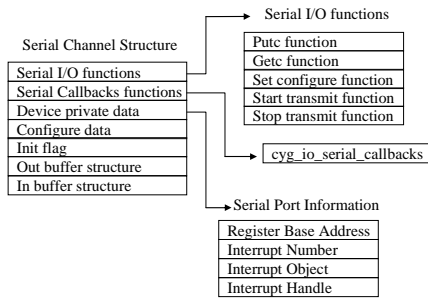 Serial I/O functions
Putc function
Getc function
Set configure function
Start transmit function
Stop transmit function
Serial Channel Structure
Serial I/O functions
Serial Callbacks functions
Device private data
Configure data
Init flag
Out buffer structure
In buffer structure
cyg_io_serial_callbacks
Serial Port Information
Register Base Address
Interrupt Number
Interrupt Object
Interrupt Handle